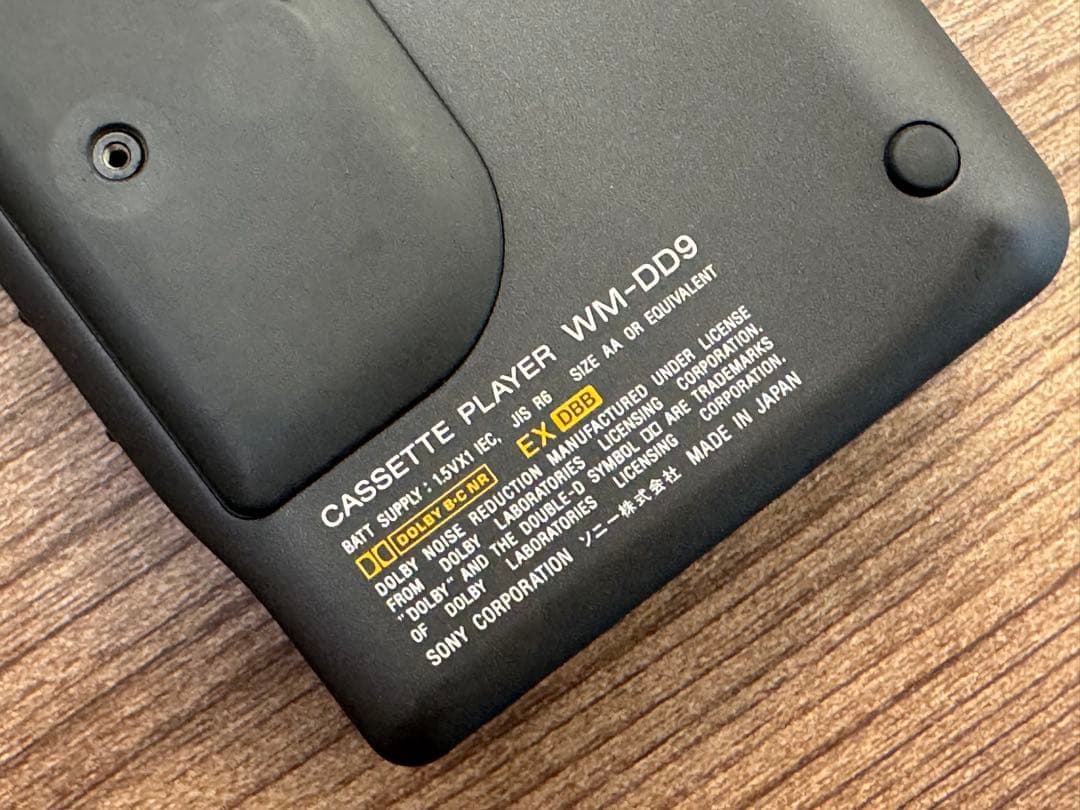 CASSETTE PLAYER WM-DD9
BATT SUPPLY : 1.5VX1 IEC, JIS R6 SIZE AA OR EQUIVALENT
DOLBY B·C NR EX DBB
DOLBY NOISE REDUCTION MANUFACTURED UNDER LICENSE
FROM DOLBY LABORATORIES LICENSING CORPORATION.
"DOLBY" AND THE DOUBLE-D SYMBOL ARE TRADEMARKS
OF DOLBY LABORATORIES LICENSING CORPORATION.
SONY CORPORATION ソニー株式会社 MADE IN JAPAN